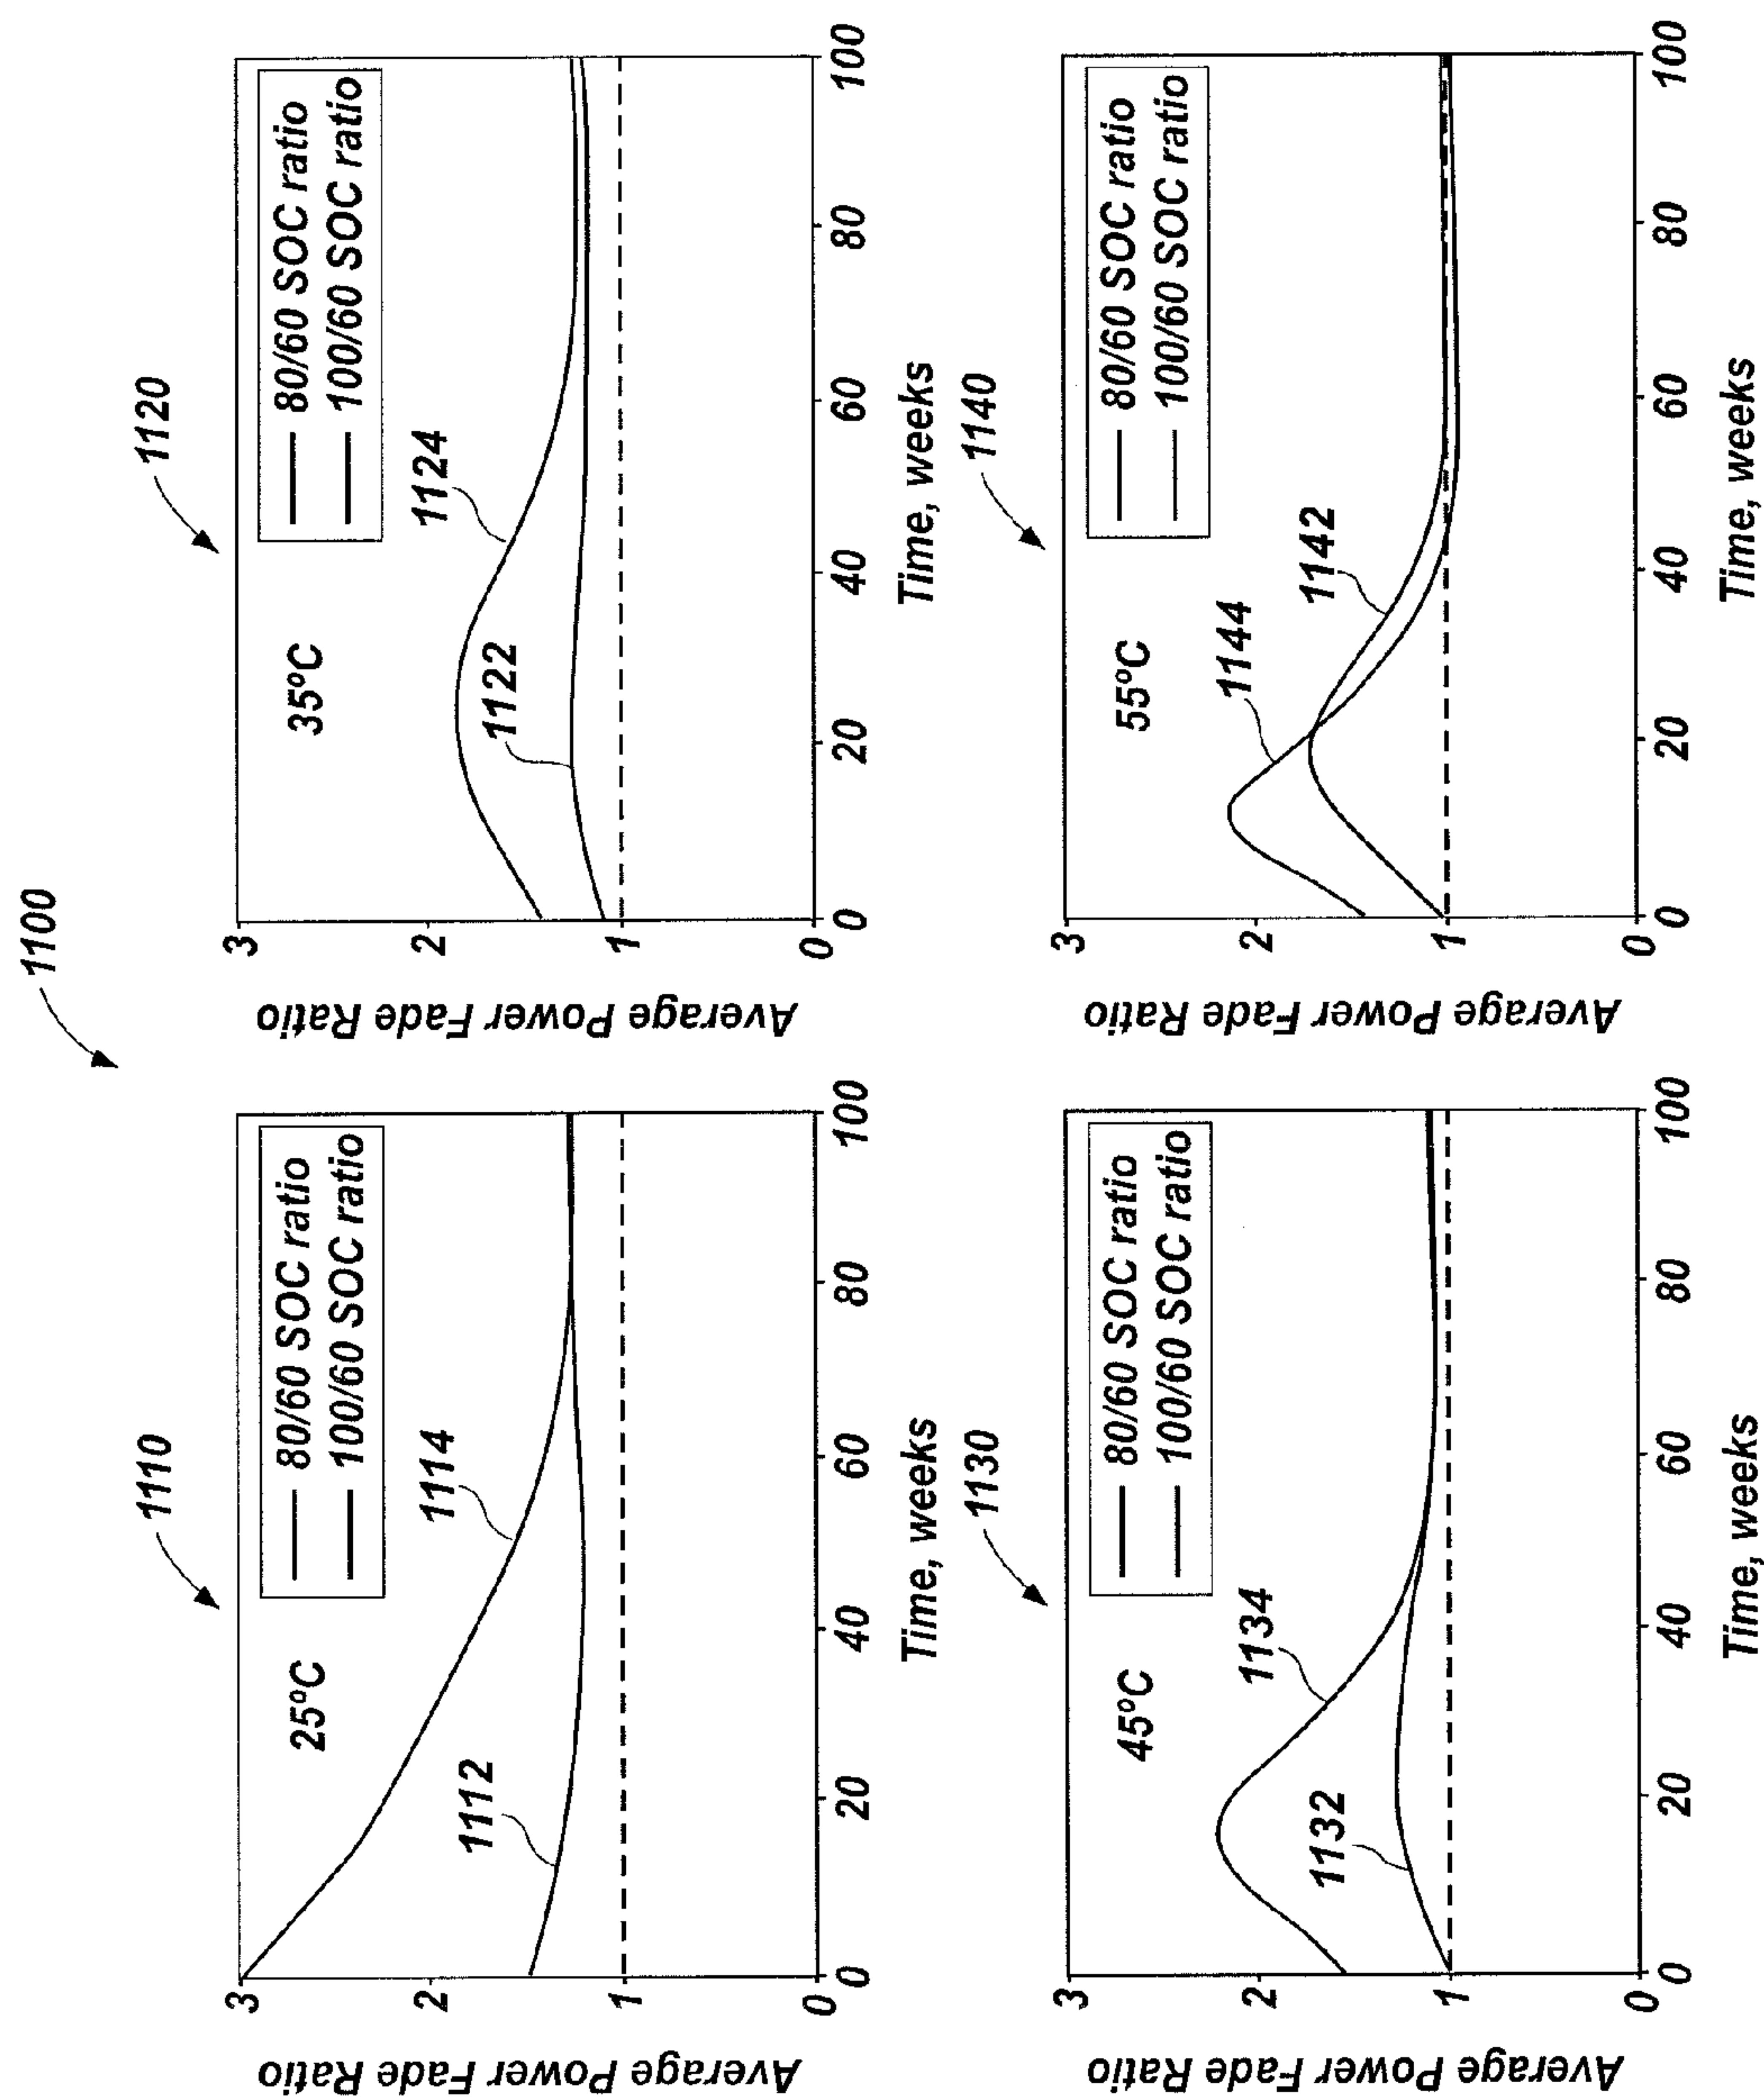 1100
1110
3
2
1
0
Average Power Fade Ratio
25ºC
80/60 SOC ratio
100/60 SOC ratio
1114
1112
0
20
40
60
80
100
Time, weeks
1120
3
2
1
0
Average Power Fade Ratio
35ºC
80/60 SOC ratio
100/60 SOC ratio
1124
1122
0
20
40
60
80
100
Time, weeks
1130
3
2
1
0
Average Power Fade Ratio
45ºC
80/60 SOC ratio
100/60 SOC ratio
1134
1132
0
20
40
60
80
100
Time, weeks
1140
3
2
1
0
Average Power Fade Ratio
55ºC
80/60 SOC ratio
100/60 SOC ratio
1144
1142
0
20
40
60
80
100
Time, weeks